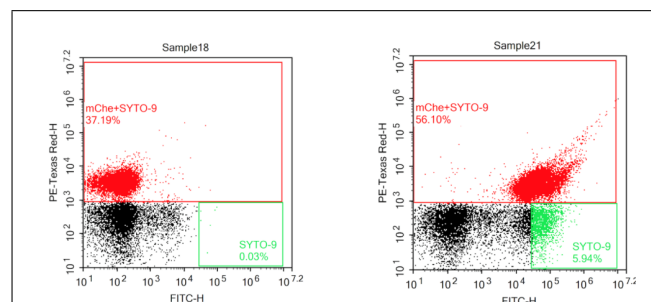 Sample18
PE-Texas Red-H
10^7.2
10^6
10^5
10^4
10^3
10^2
10^1
mChe+SYTO-9
37.19%
SYTO-9
0.03%
10^1 10^2 10^3 10^4 10^5 10^6 10^7.2
FITC-H
Sample21
PE-Texas Red-H
10^7.2
10^6
10^5
10^4
10^3
10^2
10^1
mChe+SYTO-9
56.10%
SYTO-9
5.94%
10^1 10^2 10^3 10^4 10^5 10^6 10^7.2
FITC-H